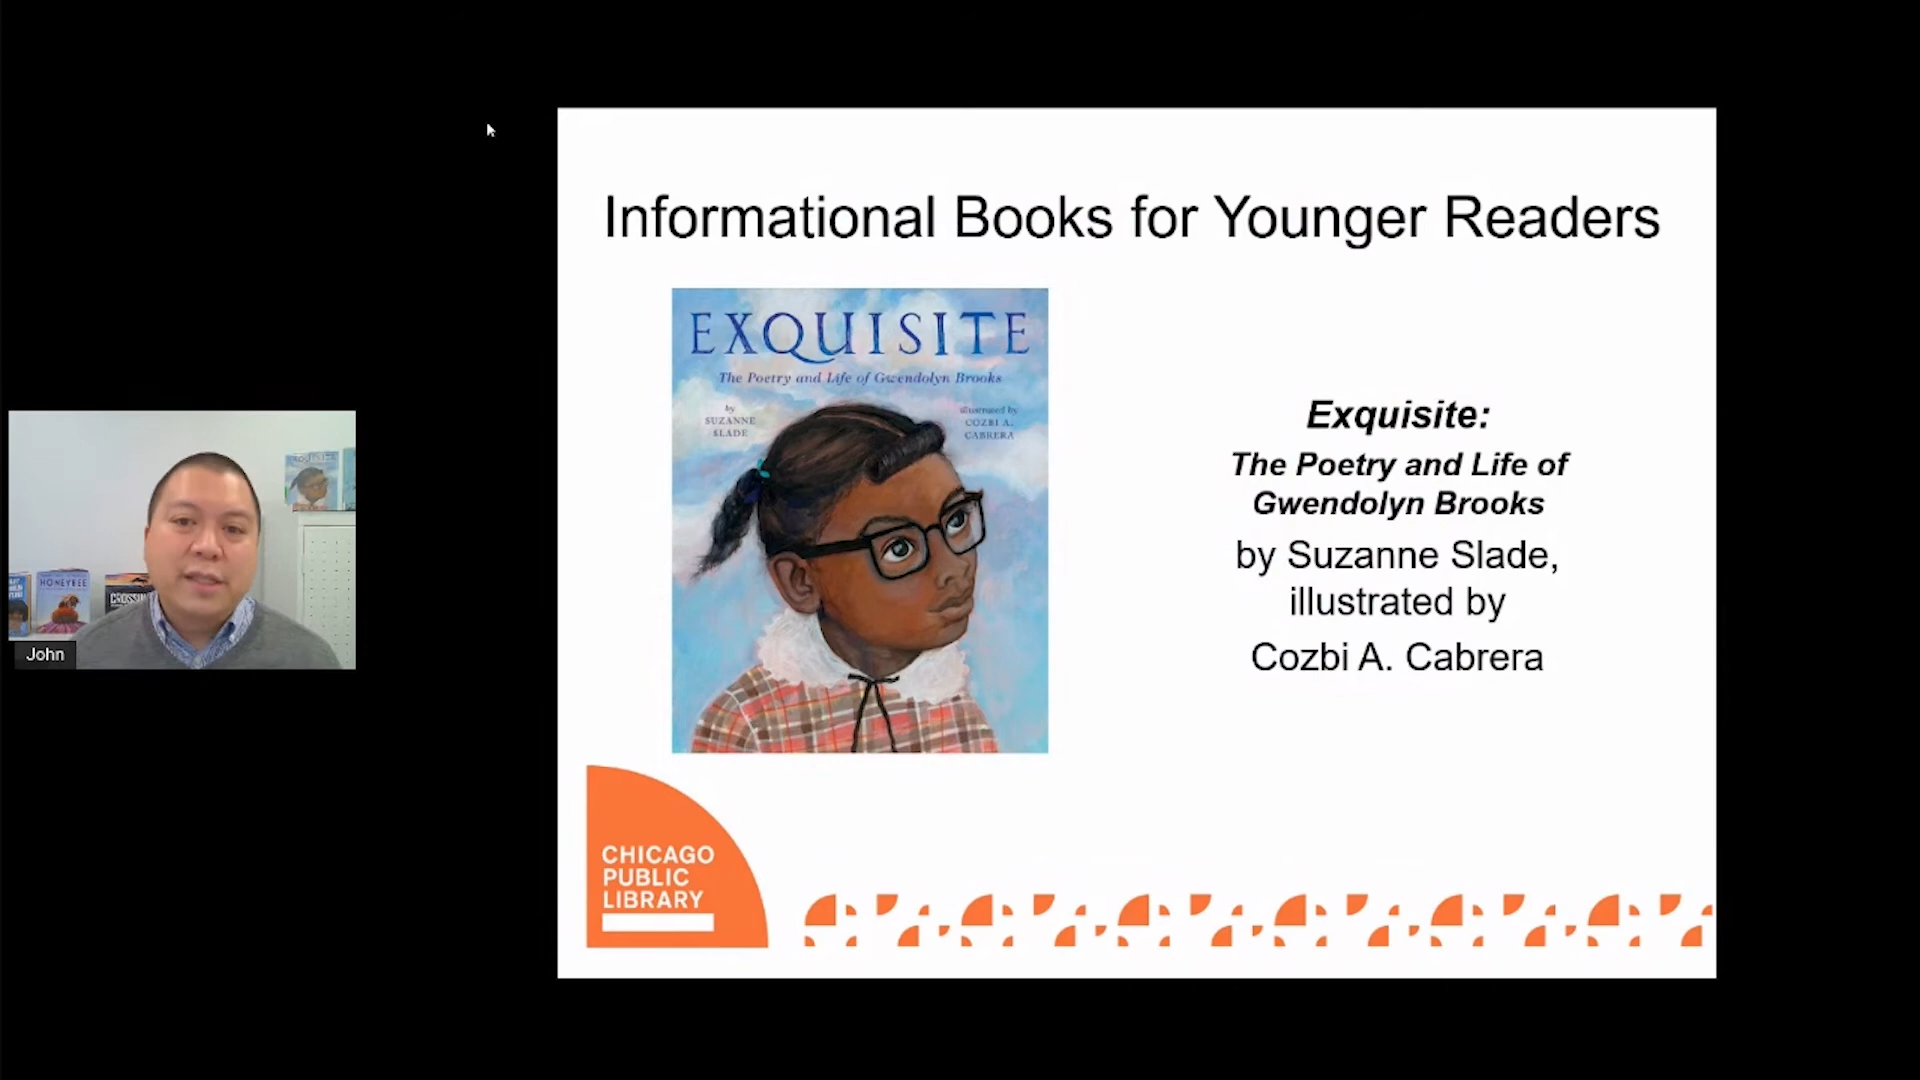 Informational Books for Younger Readers
EXQUISITE
The Poetry and Life of Gwendolyn Brooks
by
SUZANNE
SLADE
illustrated by
COZBI A.
CABRERA
Exquisite:
The Poetry and Life of
Gwendolyn Brooks
by Suzanne Slade,
illustrated by
Cozbi A. Cabrera
CHICAGO
PUBLIC
LIBRARY
EXQUISITE
HONEYBEE
John